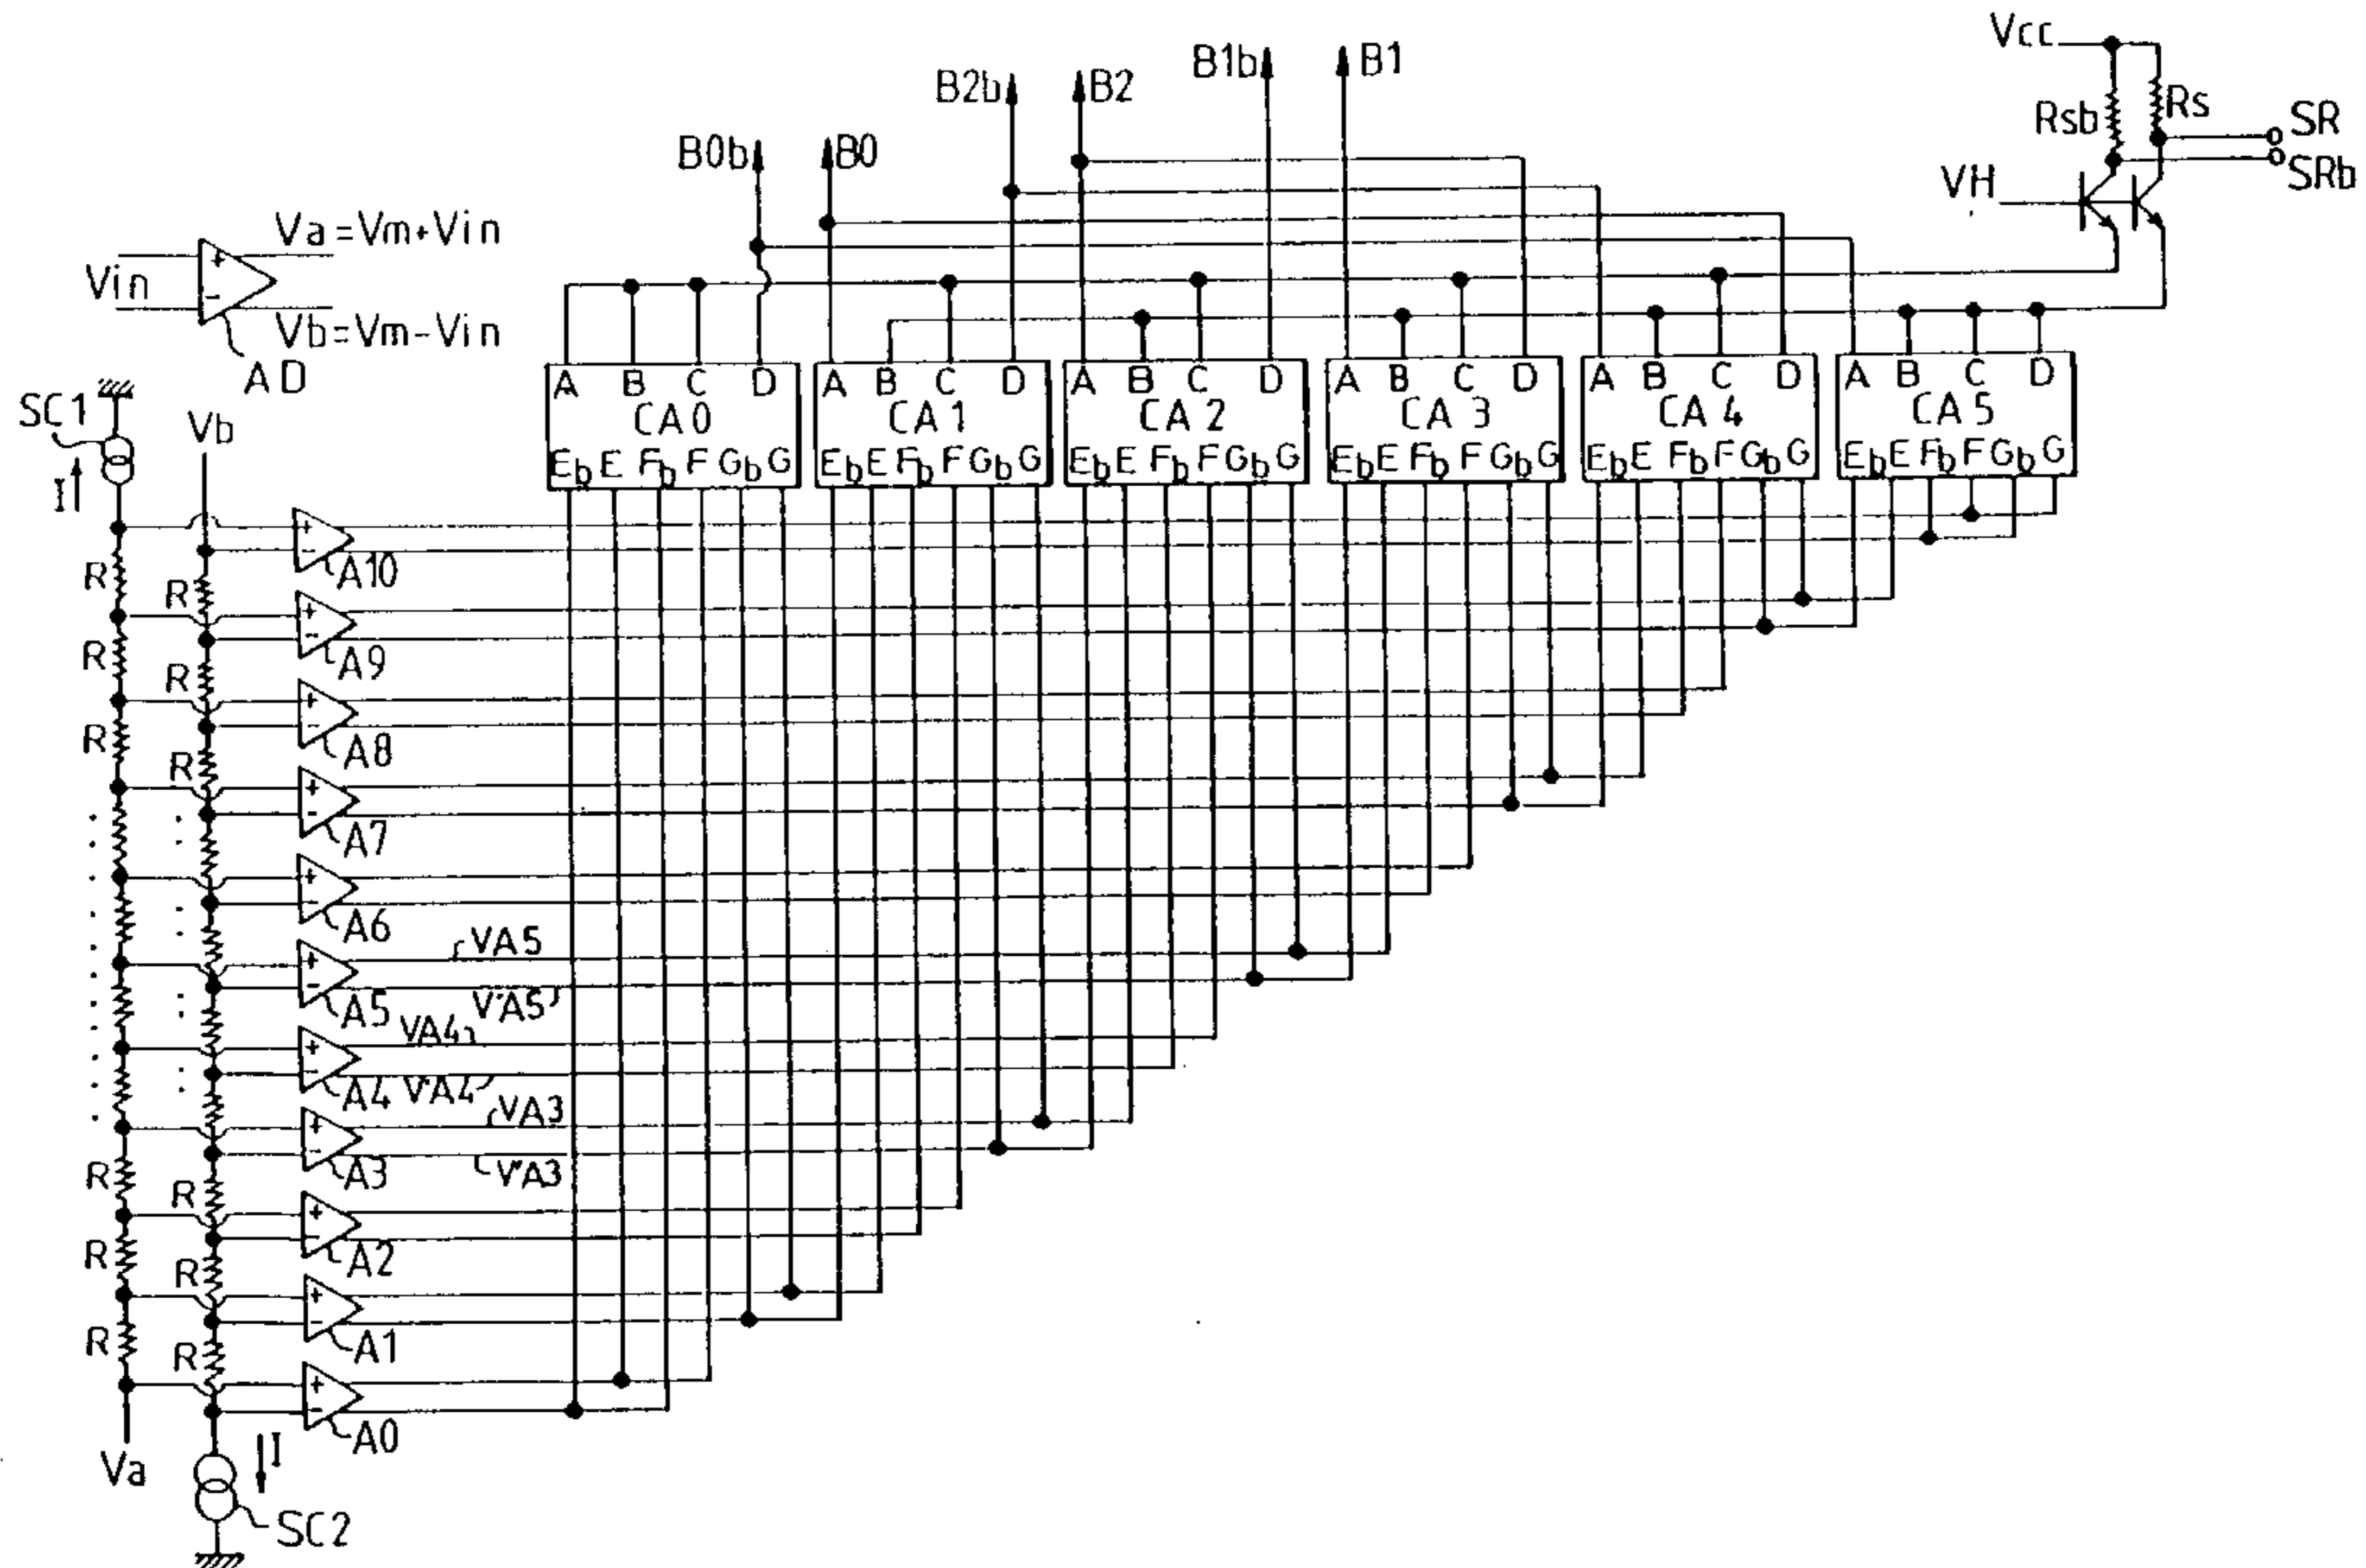 Vcc
B1b
B1
B2b
B2
Rsb
Rs
SR
SRb
B0b
B0
VH
Va=Vm+Vin
Vin
+
-
Vb=Vm-Vin
AD
SC1
Vb
I
A B C D
CA0
Eb E Fb F Gb G
A B C D
CA1
Eb E Fb F Gb G
A B C D
CA2
Eb E Fb F Gb G
A B C D
CA3
Eb E Fb F Gb G
A B C D
CA4
Eb E Fb F Gb G
A B C D
CA5
Eb E Fb F Gb G
+
-
A10
R
R
+
-
A9
R
R
+
-
A8
R
R
+
-
A7
+
-
A6
VA5
+
-
A5
V'A5
VA4
+
-
A4
V'A4
VA3
+
-
A3
V'A3
R
R
+
-
A2
R
R
+
-
A1
R
R
+
-
A0
Va
I
SC2